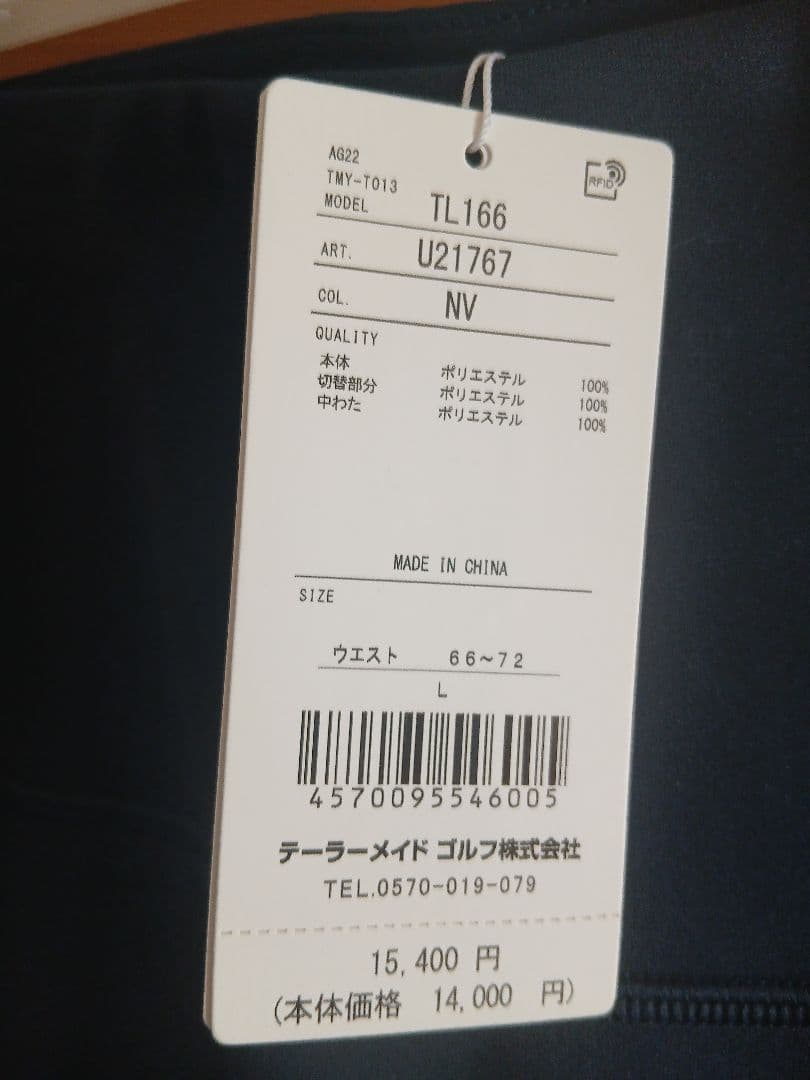 AG22
TMY-T013
RFID
MODEL TL166
ART. U21767
COL. NV
QUALITY
本体 ポリエステル 100%
切替部分 ポリエステル 100%
中わた ポリエステル 100%
MADE IN CHINA
SIZE
ウエスト 66~72
L
4570095546005
テーラーメイド ゴルフ株式会社
TEL.0570-019-079
15,400 円
(本体価格 14,000 円)